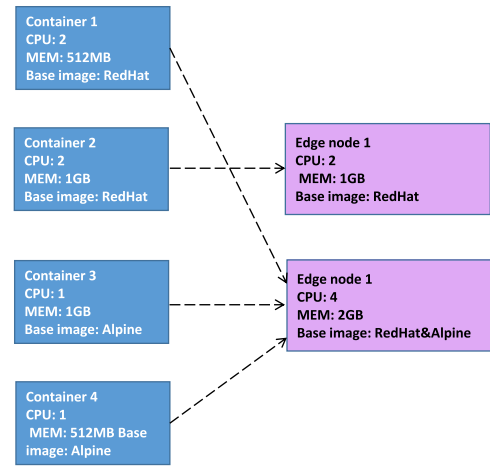 Container 1
CPU: 2
MEM: 512MB
Base image: RedHat
Container 2
CPU: 2
MEM: 1GB
Base image: RedHat
Edge node 1
CPU: 2
MEM: 1GB
Base image: RedHat
Container 3
CPU: 1
MEM: 1GB
Base image: Alpine
Edge node 1
CPU: 4
MEM: 2GB
Base image: RedHat&Alpine
Container 4
CPU: 1
MEM: 512MB Base
image: Alpine